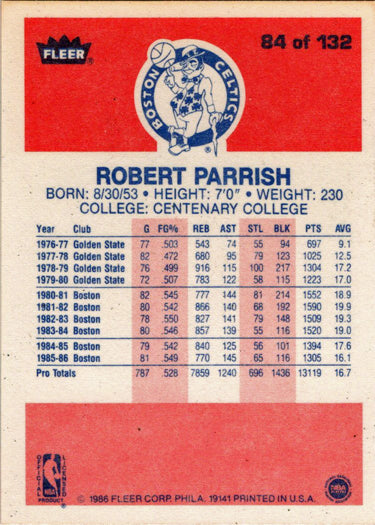 FLEER
84 of 132
BOSTON CELTICS
ROBERT PARRISH
BORN: 8/30/53 • HEIGHT: 7'0" • WEIGHT: 230
COLLEGE: CENTENARY COLLEGE
Year Club G FG% REB AST STL BLK PTS AVG
1976-77 Golden State 77 .503 543 74 55 94 697 9.1
1977-78 Golden State 82 .472 680 95 79 123 1025 12.5
1978-79 Golden State 76 .499 916 115 100 217 1304 17.2
1979-80 Golden State 72 .507 783 122 58 115 1223 17.0
1980-81 Boston 82 .545 777 144 81 214 1552 18.9
1981-82 Boston 80 .542 866 140 68 192 1590 19.9
1982-83 Boston 78 .550 827 141 79 148 1509 19.3
1983-84 Boston 80 .546 857 139 55 116 1520 19.0
1984-85 Boston 79 .542 840 125 56 101 1394 17.6
1985-86 Boston 81 .549 770 145 65 116 1305 16.1
Pro Totals 787 .528 7859 1240 696 1436 13119 16.7
OFFICIAL LICENSED PRODUCT
NBA
NBA
© 1986 FLEER CORP. PHILA. 19141 PRINTED IN U.S.A.